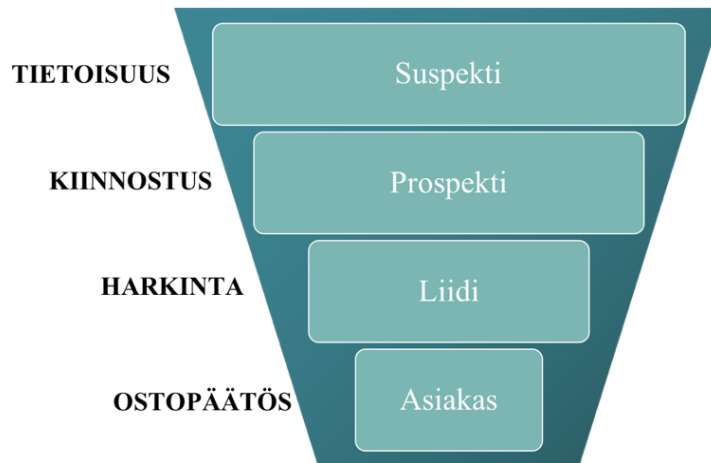 TIETOISUUS
Suspekti
KIINNOSTUS
Prospekti
HARKINTA
Liidi
OSTOPÄÄTÖS
Asiakas